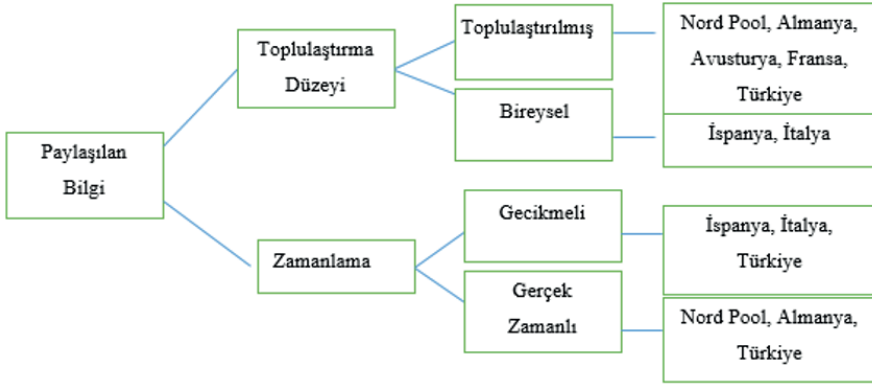 Paylaşılan
Bilgi
Toplulaştırma
Düzeyi
Toplulaştırılmış
Nord Pool, Almanya,
Avusturya, Fransa,
Türkiye
Bireysel
İspanya, İtalya
Zamanlama
Gecikmeli
İspanya, İtalya,
Türkiye
Gerçek
Zamanlı
Nord Pool, Almanya,
Türkiye